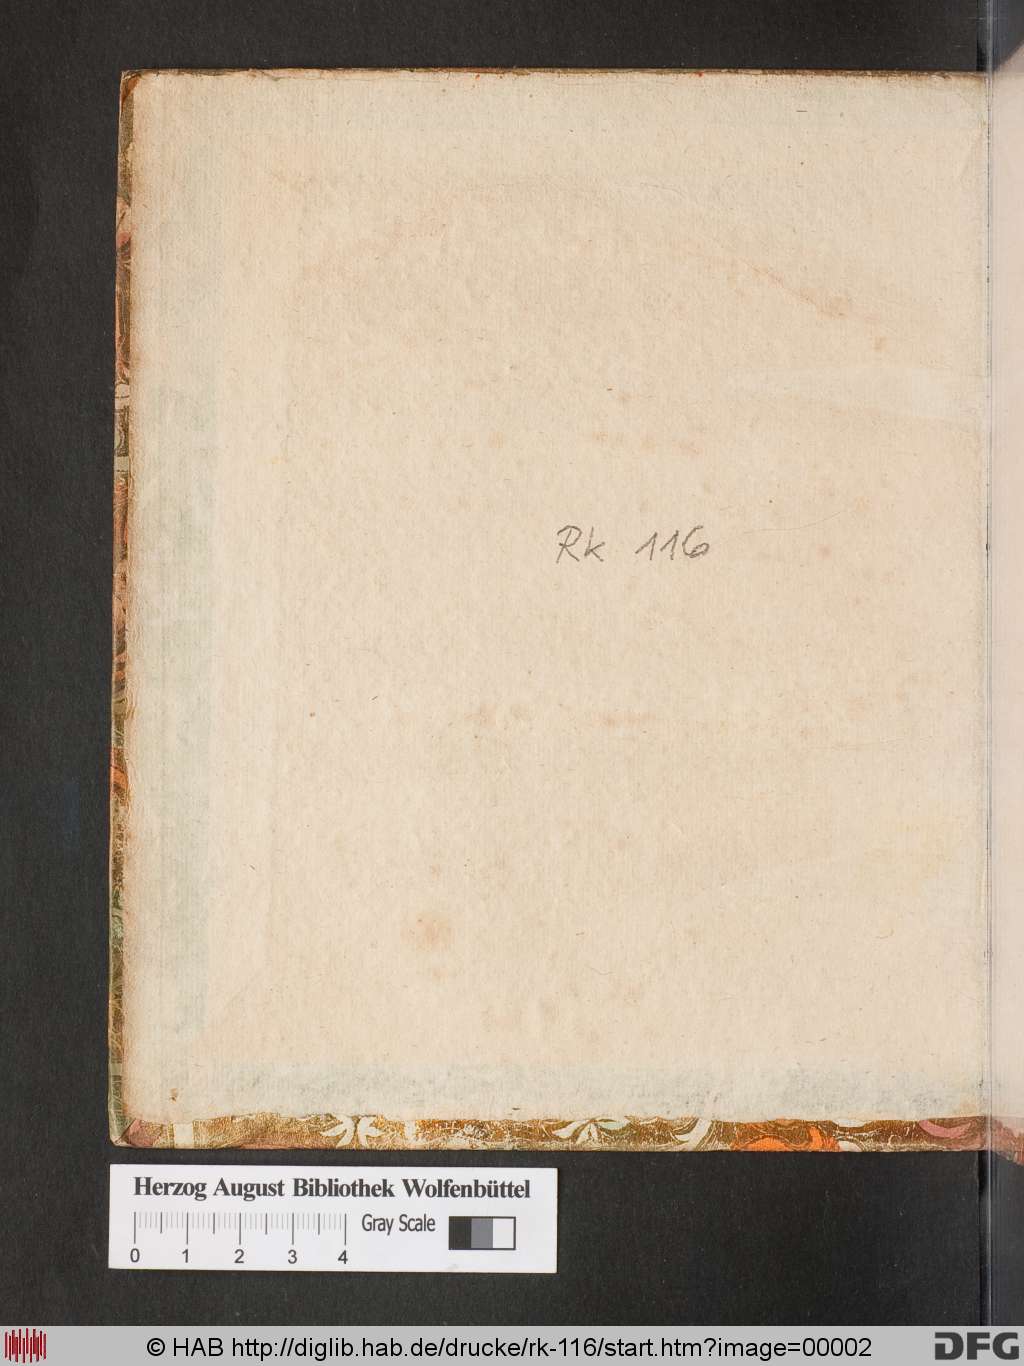 Rk 116
Herzog August Bibliothek Wolfenbüttel
Gray Scale
0 1 2 3 4
© HAB http://diglib.hab.de/drucke/rk-116/start.htm?image=00002
DFG